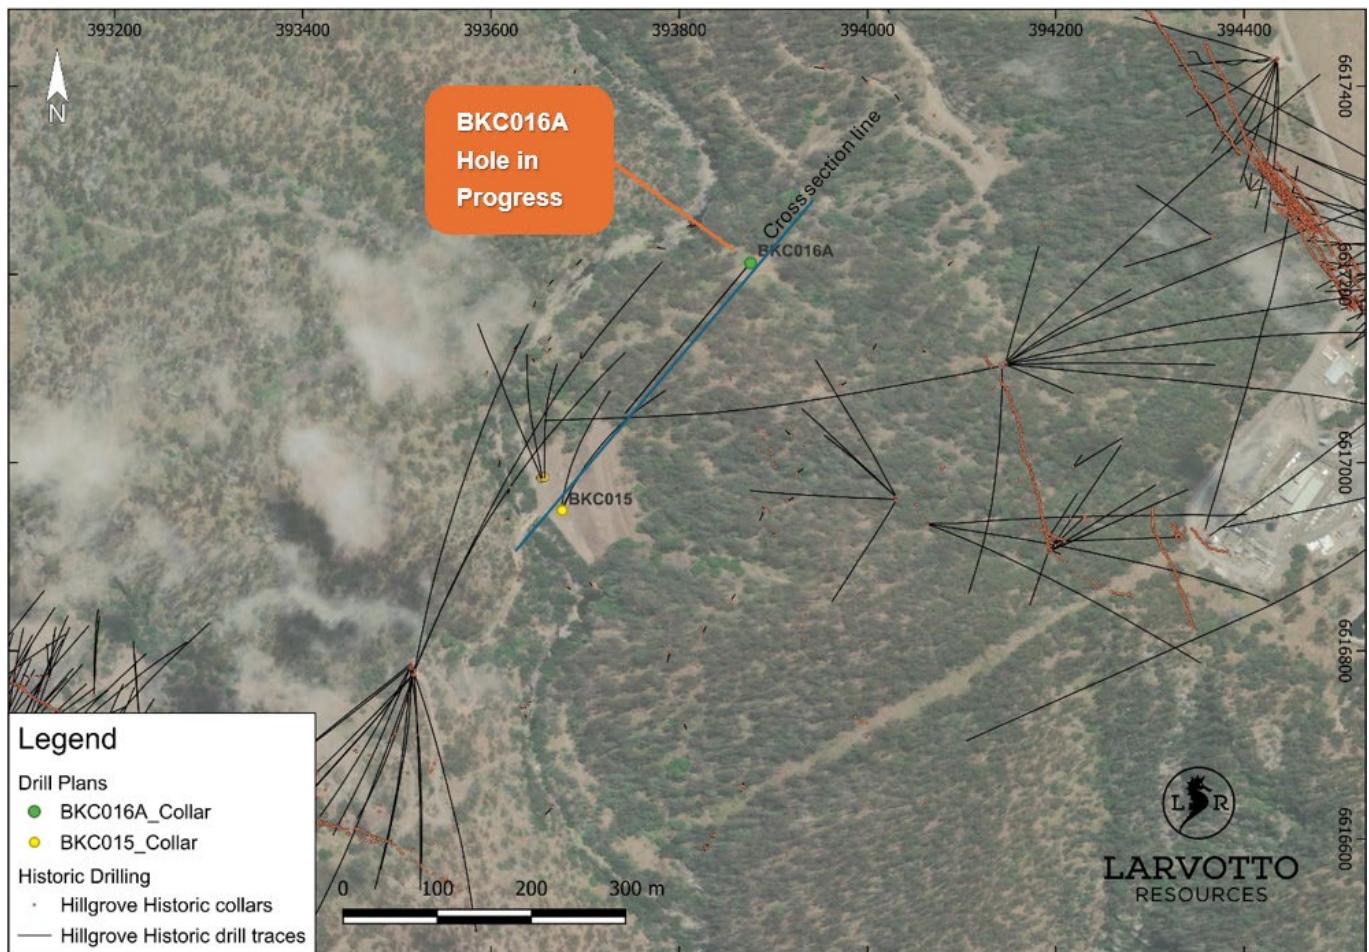 393200
393400
393600
393800
394000
394200
394400
6617400
6617200
6617000
6616800
6616600
N
BKC016A
Hole in
Progress
Cross section line
BKC016A
BKC015
Legend
Drill Plans
BKC016A_Collar
BKC015_Collar
Historic Drilling
Hillgrove Historic collars
Hillgrove Historic drill traces
0 100 200 300 m
L R
LARVOTTO
RESOURCES